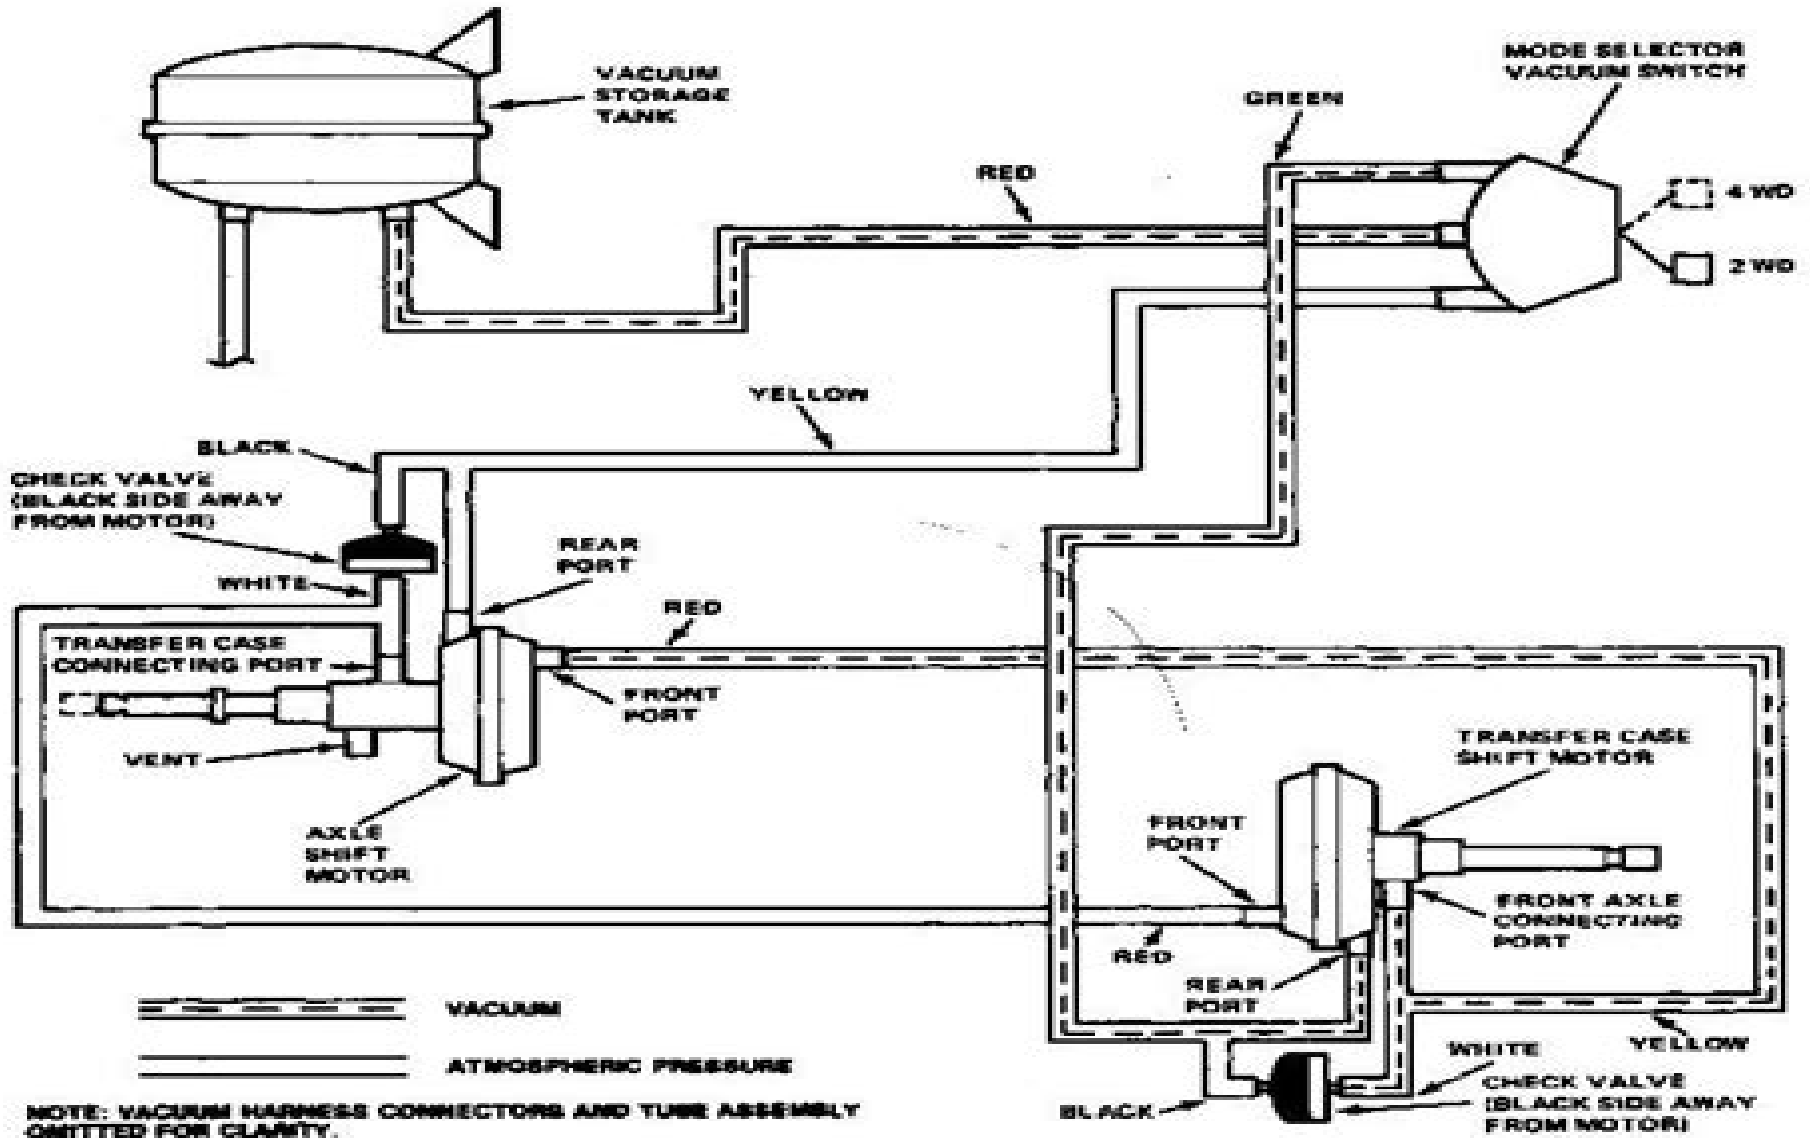 VACUUM
STORAGE
TANK
MODE SELECTOR
VACUUM SWITCH
GREEN
RED
4 WD
2 WD
YELLOW
BLACK
CHECK VALVE
(BLACK SIDE AWAY
FROM MOTOR)
WHITE
REAR
PORT
RED
TRANSFER CASE
CONNECTING PORT
FRONT
PORT
VENT
AXLE
SHIFT
MOTOR
TRANSFER CASE
SHIFT MOTOR
FRONT
PORT
FRONT AXLE
CONNECTING
PORT
RED
REAR
PORT
VACUUM
ATMOSPHERIC PRESSURE
YELLOW
WHITE
CHECK VALVE
(BLACK SIDE AWAY
FROM MOTOR)
BLACK
NOTE: VACUUM HARNESS CONNECTORS AND TUBE ASSEMBLY
OMITTED FOR CLARITY.